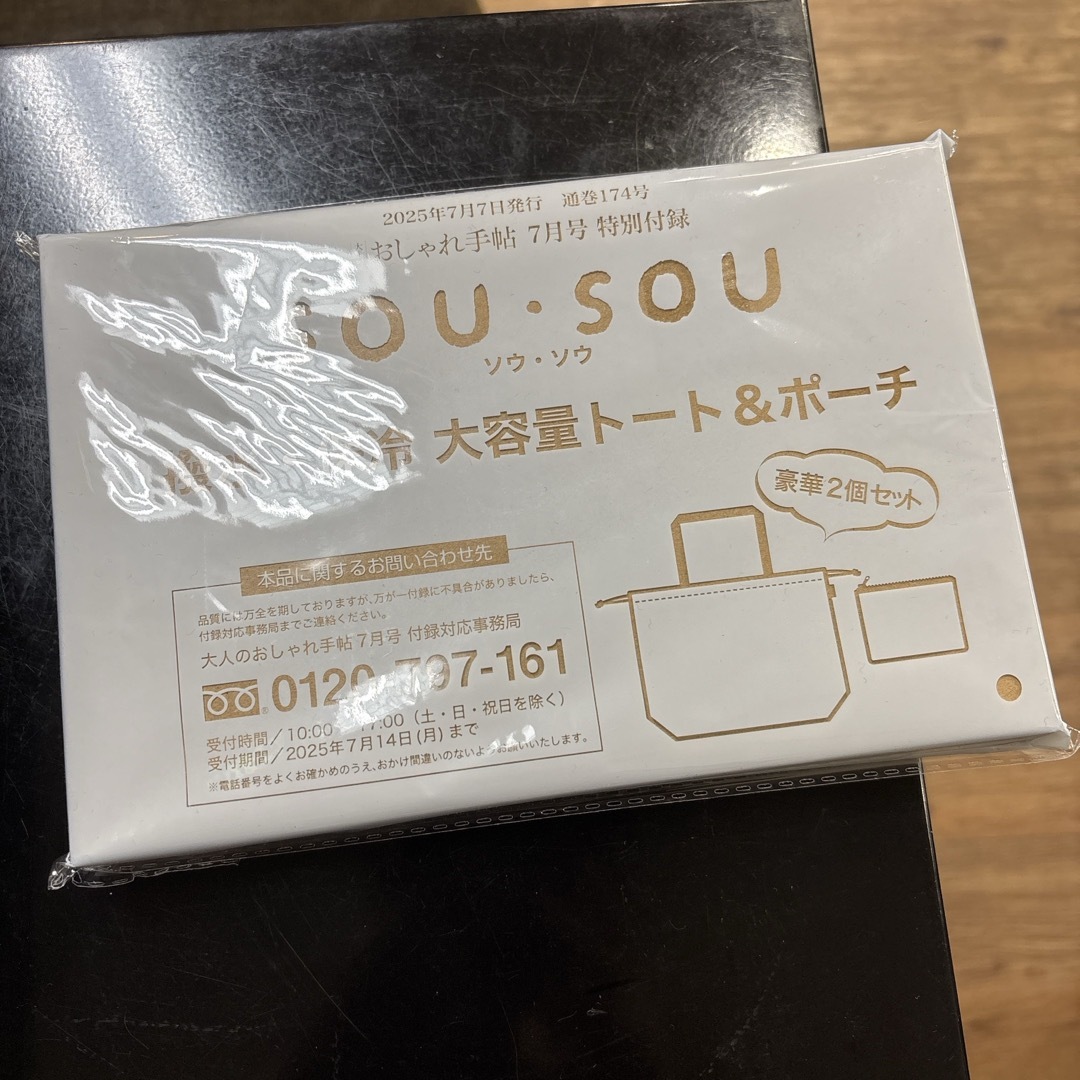 2025年7月7日発行　通巻174号
おしゃれ手帖 7月号 特別付録
SOU・SOU
ソウ・ソウ
冷 大容量トート&ポーチ
豪華2個セット
本品に関するお問い合わせ先
品質には万全を期しておりますが、万が一付録に不具合がありましたら、
付録対応事務局までご連絡ください。
大人のおしゃれ手帖 7月号 付録対応事務局
0120-797-161
受付時間/10:00 17:00（土・日・祝日を除く）
受付期間/2025年7月14日(月)まで
※電話番号をよくお確かめのうえ、おかけ間違いのないようお願いいたします。